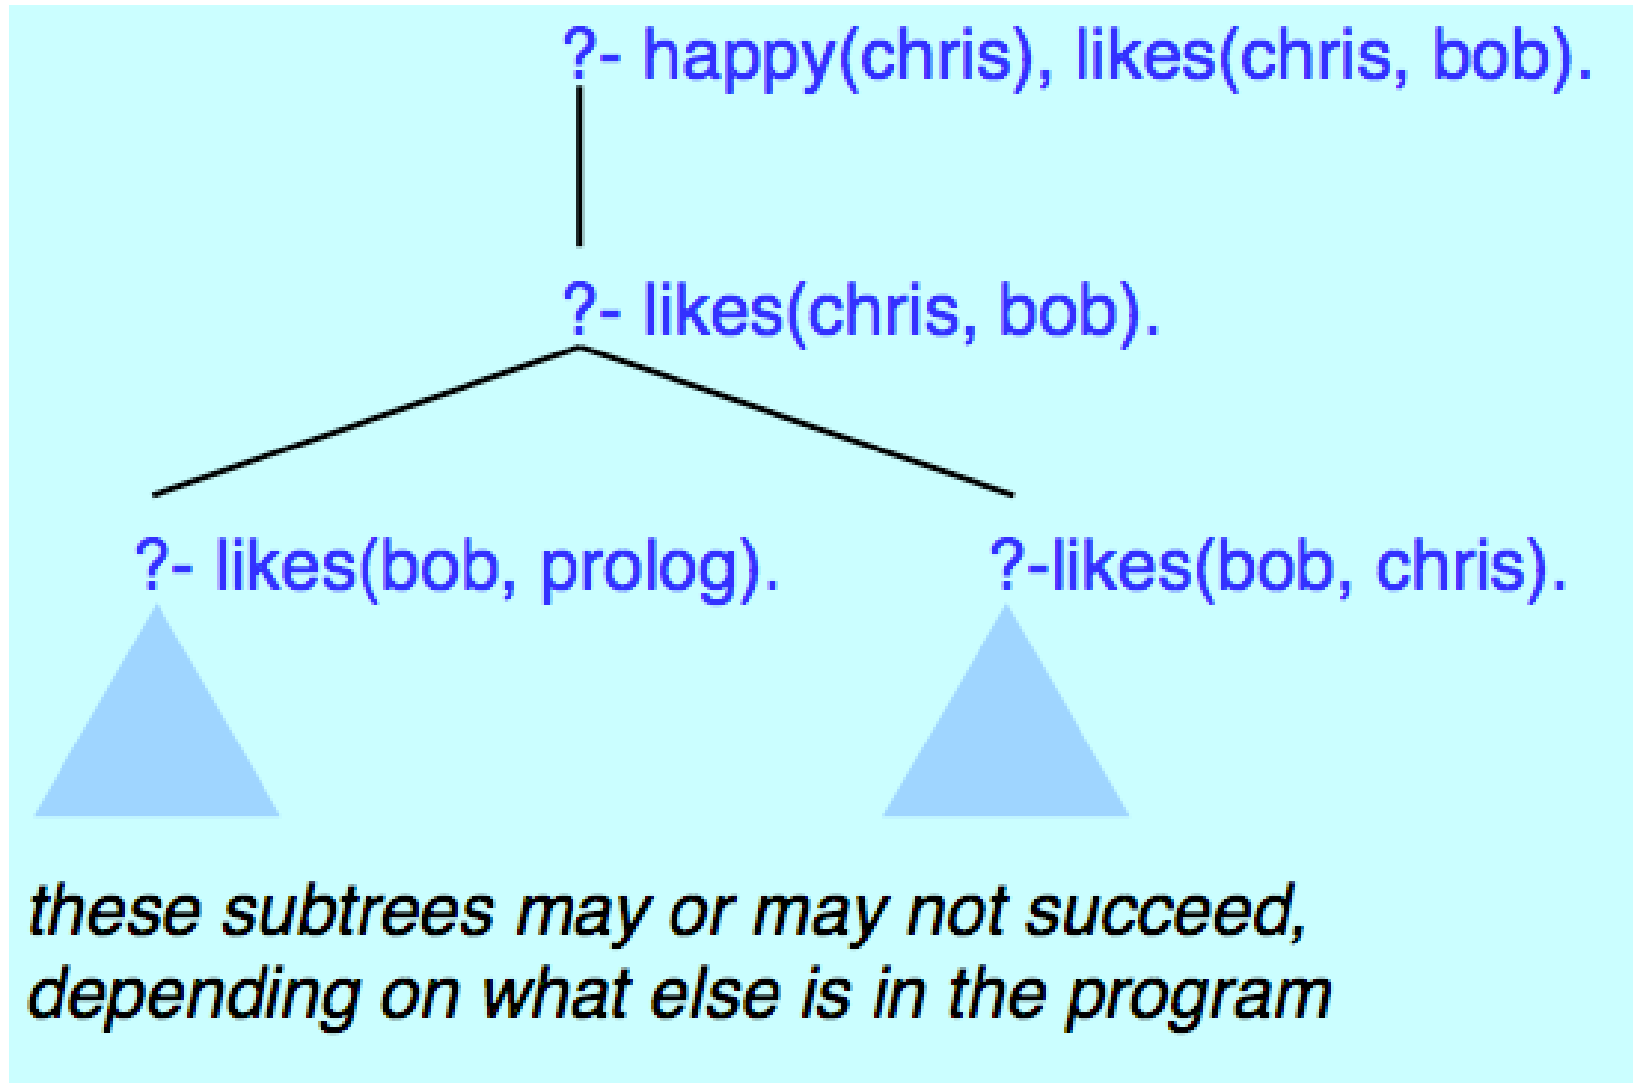 ?- happy(chris), likes(chris, bob).
?- likes(chris, bob).
?- likes(bob, prolog).
?-likes(bob, chris).
these subtrees may or may not succeed,
depending on what else is in the program